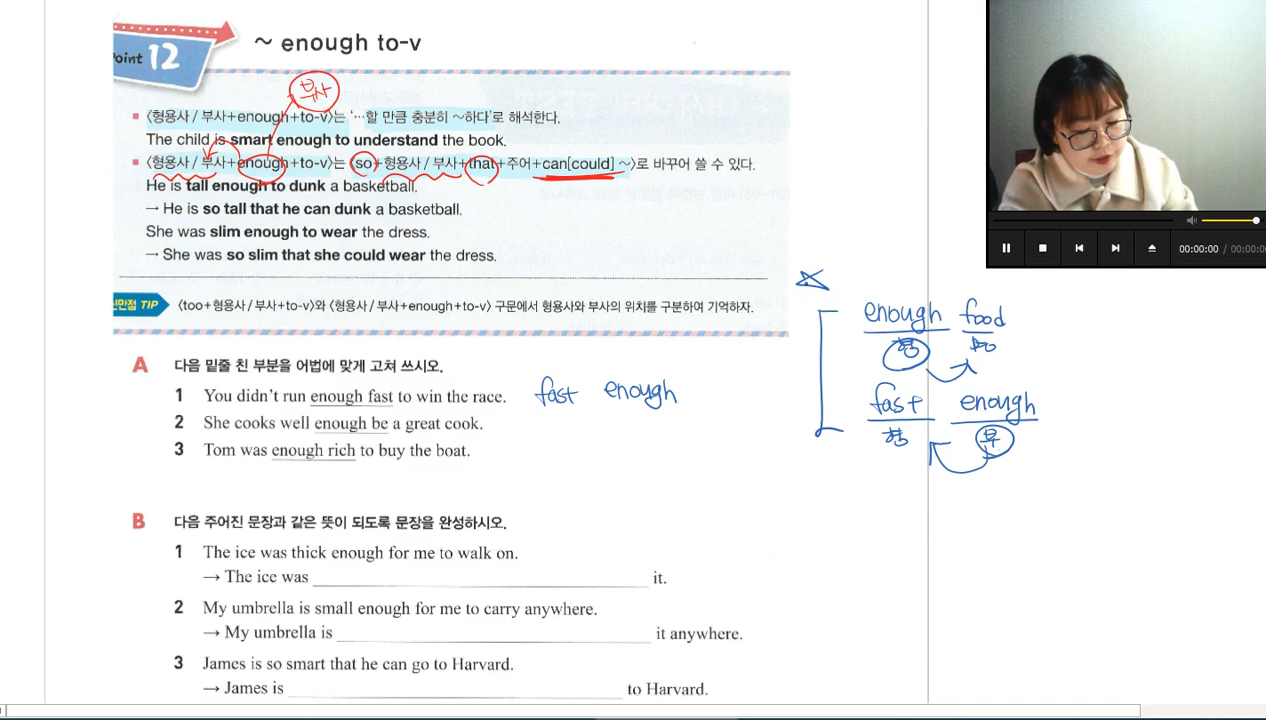 Point 12
~ enough to-v
부사
〈형용사 / 부사+enough+to-v〉는 '…할 만큼 충분히 ~하다'로 해석한다.
The child is smart enough to understand the book.
〈형용사 / 부사+enough+to-v〉는 〈so+형용사 / 부사+that+주어+can[could] ~〉로 바꾸어 쓸 수 있다.
He is tall enough to dunk a basketball.
→ He is so tall that he can dunk a basketball.
She was slim enough to wear the dress.
→ She was so slim that she could wear the dress.
만점 TIP 〈too+형용사 / 부사+to-v〉와 〈형용사 / 부사+enough+to-v〉 구문에서 형용사와 부사의 위치를 구분하여 기억하자.
A 다음 밑줄 친 부분을 어법에 맞게 고쳐 쓰시오.
1 You didn't run enough fast to win the race. fast enough
2 She cooks well enough be a great cook.
3 Tom was enough rich to buy the boat.
B 다음 주어진 문장과 같은 뜻이 되도록 문장을 완성하시오.
1 The ice was thick enough for me to walk on.
→ The ice was it.
2 My umbrella is small enough for me to carry anywhere.
→ My umbrella is it anywhere.
3 James is so smart that he can go to Harvard.
→ James is to Harvard.
enough food
형 명
fast enough
형 부
00:00:00 / 00:00:0